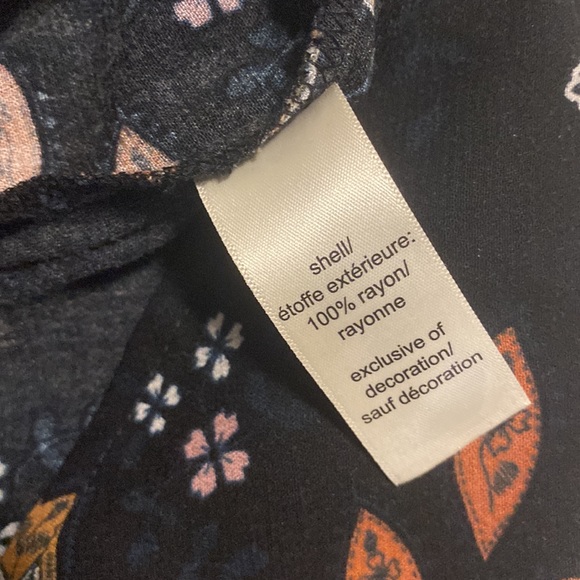 shell/
étoffe extérieure:
100% rayon/
rayonne
exclusive of
decoration/
sauf décoration